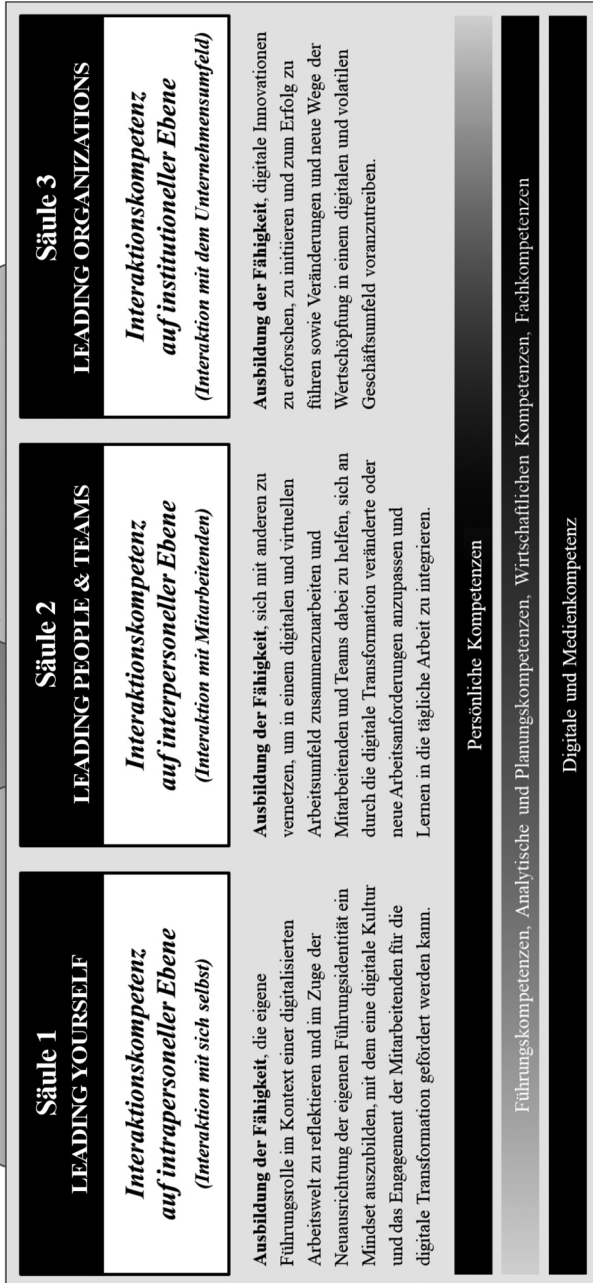 Säule 1
LEADING YOURSELF
Interaktionskompetenz
auf intrapersoneller Ebene
(Interaktion mit sich selbst)
Ausbildung der Fähigkeit, die eigene
Führungsrolle im Kontext einer digitalisierten
Arbeitswelt zu reflektieren und im Zuge der
Neuausrichtung der eigenen Führungsidentität ein
Mindset auszubilden, mit dem eine digitale Kultur
und das Engagement der Mitarbeitenden für die
digitale Transformation gefördert werden kann.
Säule 2
LEADING PEOPLE & TEAMS
Interaktionskompetenz
auf interpersoneller Ebene
(Interaktion mit Mitarbeitenden)
Ausbildung der Fähigkeit, sich mit anderen zu
vernetzen, um in einem digitalen und virtuellen
Arbeitsumfeld zusammenzuarbeiten und
Mitarbeitenden und Teams dabei zu helfen, sich an
durch die digitale Transformation veränderte oder
neue Arbeitsanforderungen anzupassen und
Lernen in die tägliche Arbeit zu integrieren.
Säule 3
LEADING ORGANIZATIONS
Interaktionskompetenz
auf institutioneller Ebene
(Interaktion mit dem Unternehmensumfeld)
Ausbildung der Fähigkeit, digitale Innovationen
zu erforschen, zu initiieren und zum Erfolg zu
führen sowie Veränderungen und neue Wege der
Wertschöpfung in einem digitalen und volatilen
Geschäftsumfeld voranzutreiben.
Persönliche Kompetenzen
Führungskompetenzen, Analytische und Planungskompetenzen, Wirtschaftlichen Kompetenzen, Fachkompetenzen
Digitale und Medienkompetenz